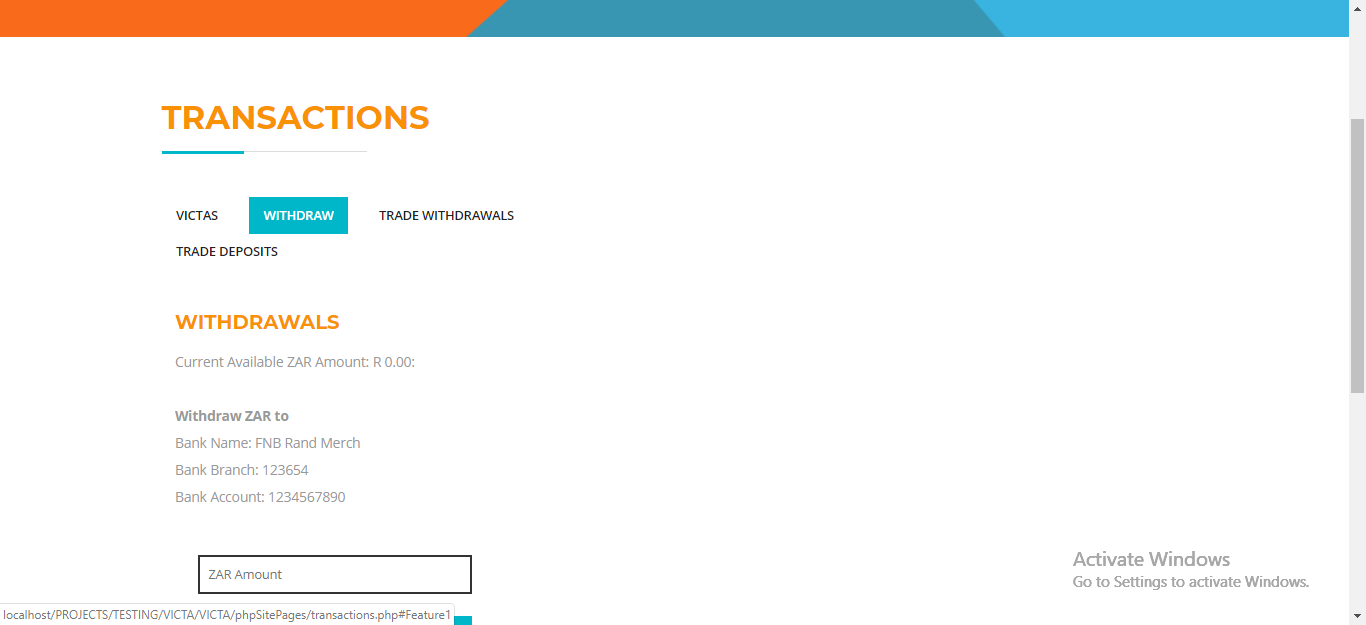 TRANSACTIONS
VICTAS
WITHDRAW
TRADE WITHDRAWALS
TRADE DEPOSITS
WITHDRAWALS
Current Available ZAR Amount: R 0.00:
Withdraw ZAR to
Bank Name: FNB Rand Merch
Bank Branch: 123654
Bank Account: 1234567890
ZAR Amount
Activate Windows
Go to Settings to activate Windows.
localhost/PROJECTS/TESTING/VICTA/VICTA/phpSitePages/transactions.php#Feature1